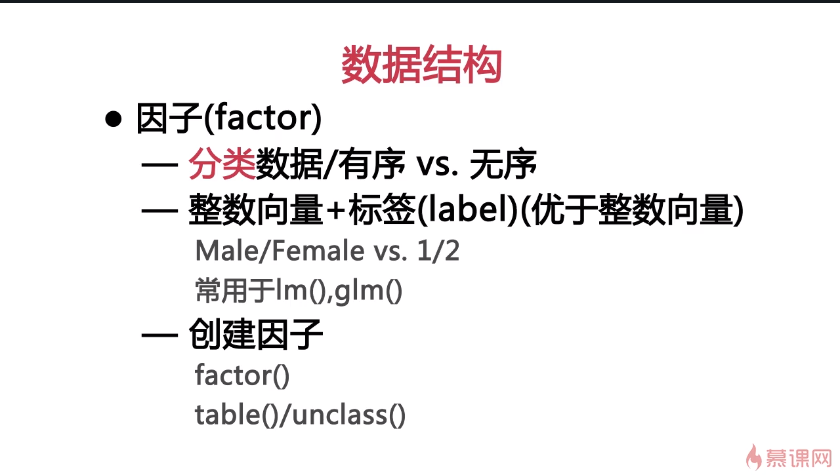 数据结构
● 因子(factor)
— 分类数据/有序 vs. 无序
— 整数向量+标签(label)(优于整数向量)
Male/Female vs. 1/2
常用于lm(),glm()
— 创建因子
factor()
table()/unclass()
慕课网